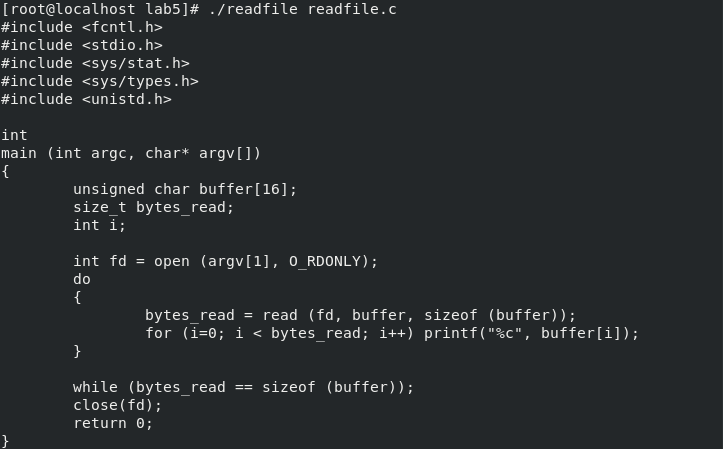 [root@localhost lab5]# ./readfile readfile.c
#include <fcntl.h>
#include <stdio.h>
#include <sys/stat.h>
#include <sys/types.h>
#include <unistd.h>

int
main (int argc, char* argv[])
{
        unsigned char buffer[16];
        size_t bytes_read;
        int i;

        int fd = open (argv[1], O_RDONLY);
        do
        {
                bytes_read = read (fd, buffer, sizeof (buffer));
                for (i=0; i < bytes_read; i++) printf("%c", buffer[i]);
        }

        while (bytes_read == sizeof (buffer));
        close(fd);
        return 0;
}